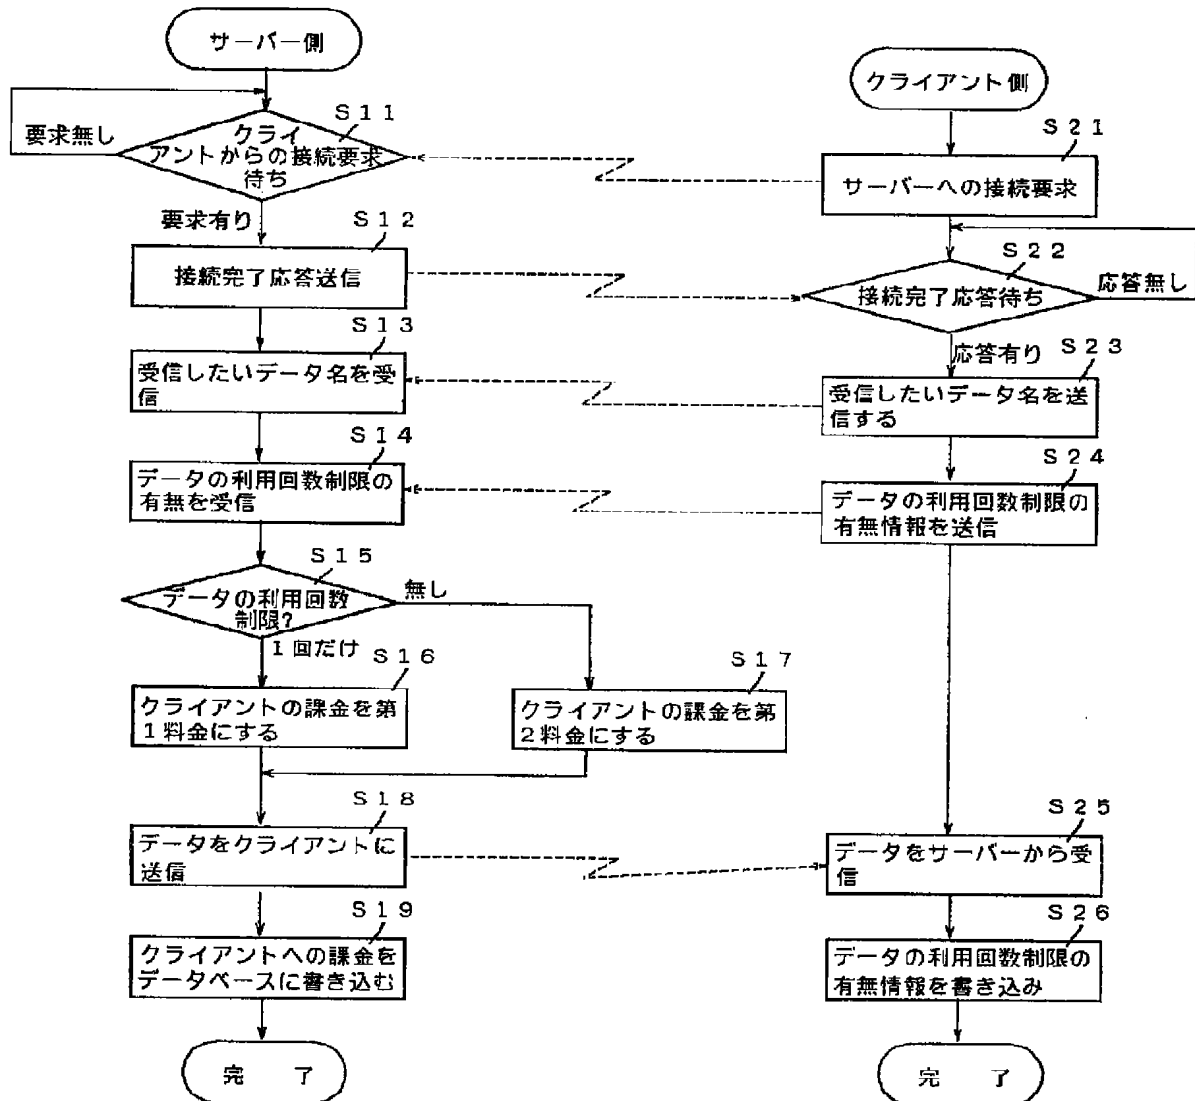 サーバー側
S11
要求無し
クライ
アントからの接続要求
待ち
要求有り
S12
接続完了応答送信
S13
受信したいデータ名を受
信
S14
データの利用回数制限の
有無を受信
S15
データの利用回数
制限?
無し
1回だけ
S16
クライアントの課金を第
1料金にする
S17
クライアントの課金を第
2料金にする
S18
データをクライアントに
送信
S19
クライアントへの課金を
データベースに書き込む
完 了
クライアント側
S21
サーバーへの接続要求
S22
接続完了応答待ち
応答無し
応答有り
S23
受信したいデータ名を送
信する
S24
データの利用回数制限の
有無情報を送信
S25
データをサーバーから受
信
S26
データの利用回数制限の
有無情報を書き込み
完 了